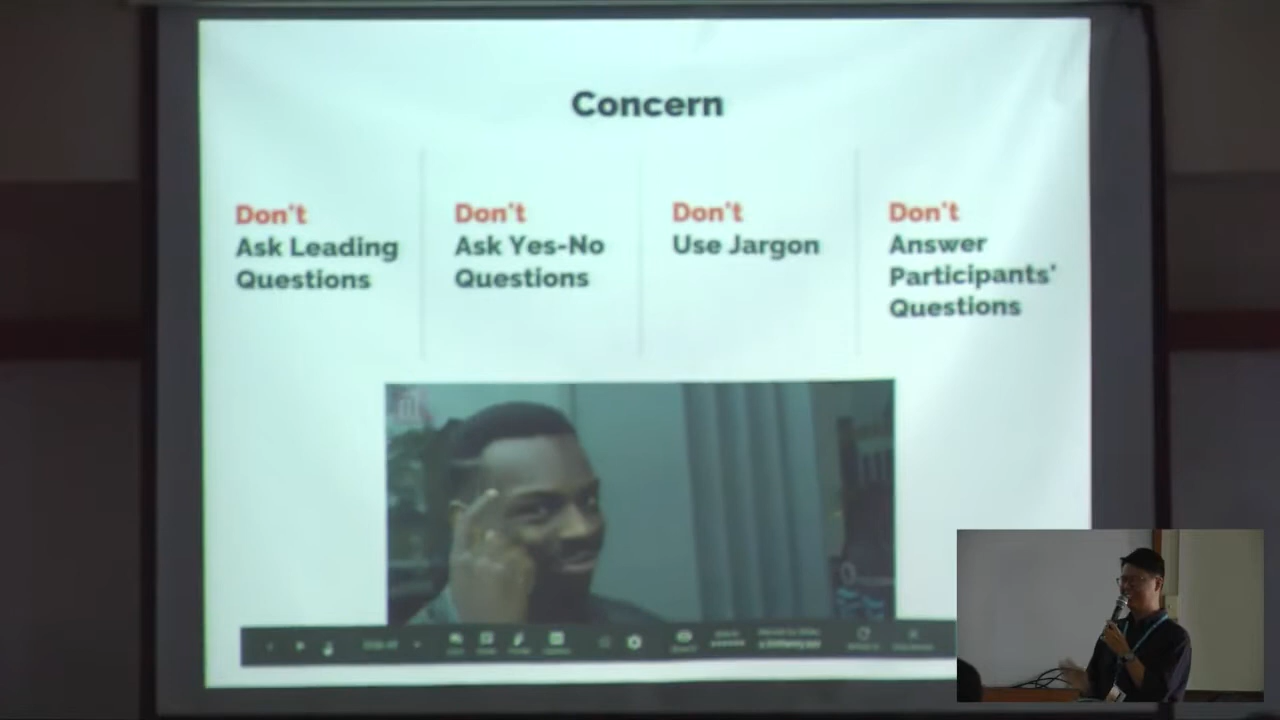 Concern
Don't
Ask Leading
Questions
Don't
Ask Yes-No
Questions
Don't
Use Jargon
Don't
Answer
Participants'
Questions